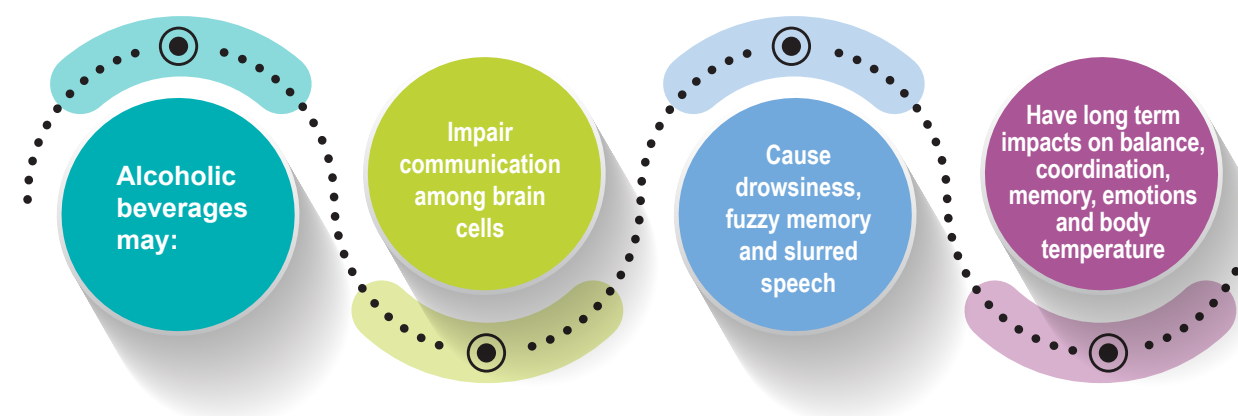 Alcoholic
beverages
may:
Impair
communication
among brain
cells
Cause
drowsiness,
fuzzy memory
and slurred
speech
Have long term
impacts on balance,
coordination,
memory, emotions
and body
temperature